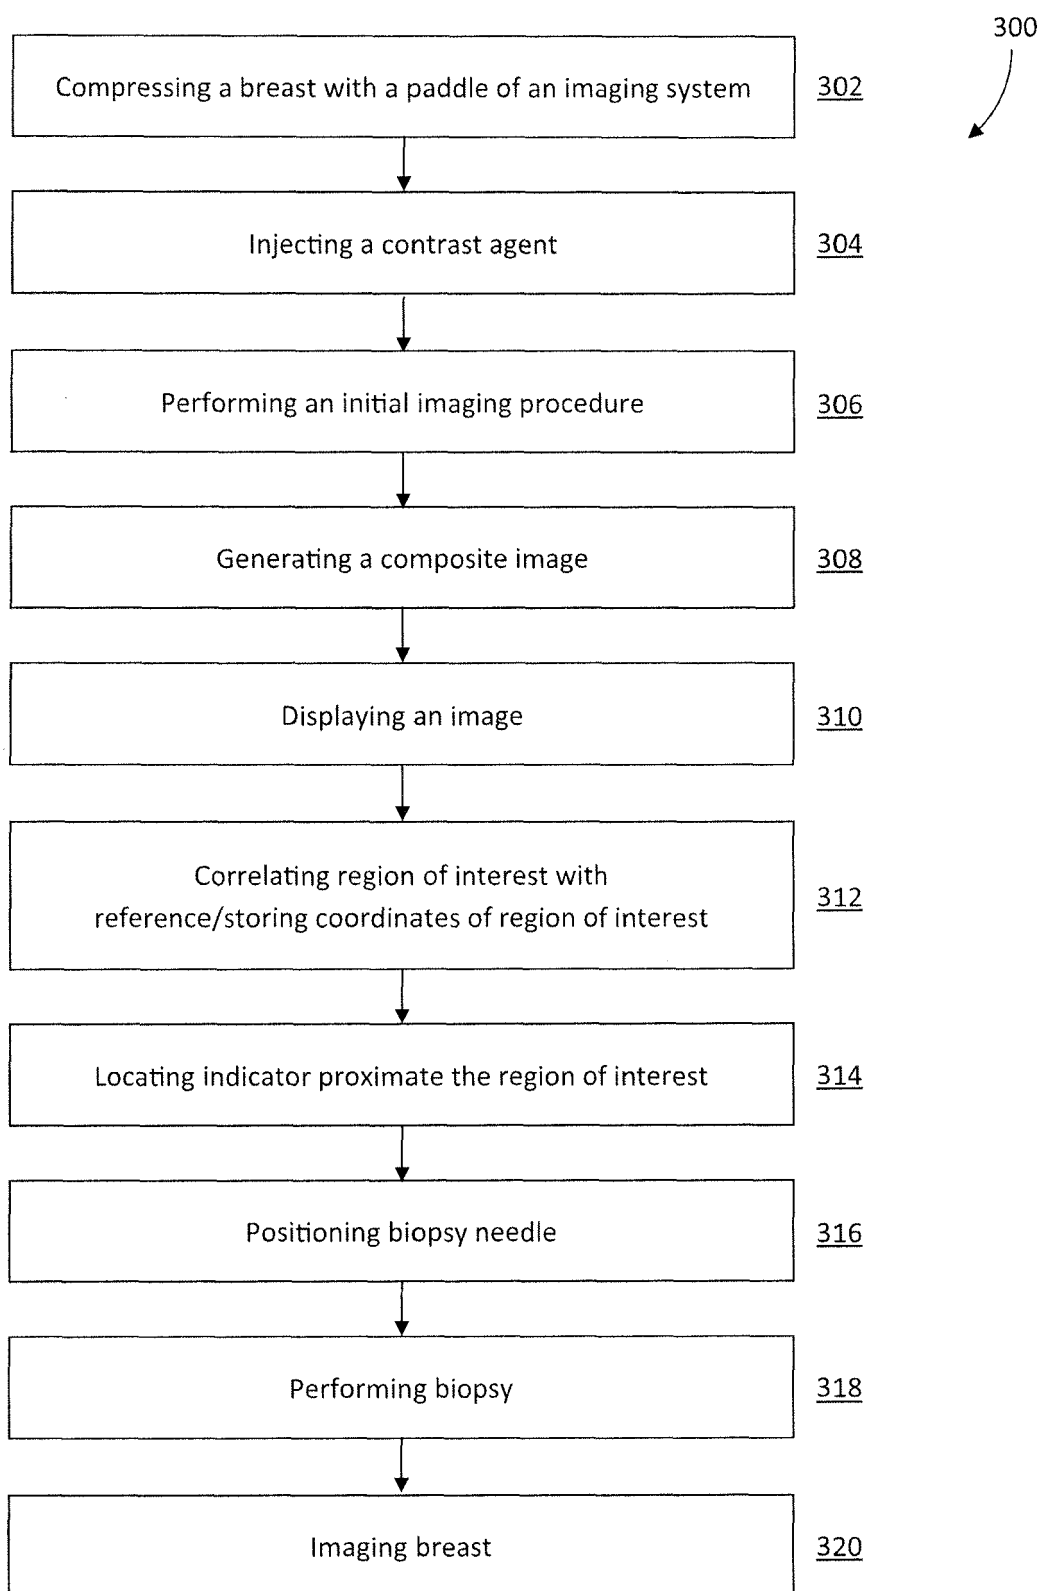 300
Compressing a breast with a paddle of an imaging system 302
Injecting a contrast agent 304
Performing an initial imaging procedure 306
Generating a composite image 308
Displaying an image 310
Correlating region of interest with
reference/storing coordinates of region of interest 312
Locating indicator proximate the region of interest 314
Positioning biopsy needle 316
Performing biopsy 318
Imaging breast 320